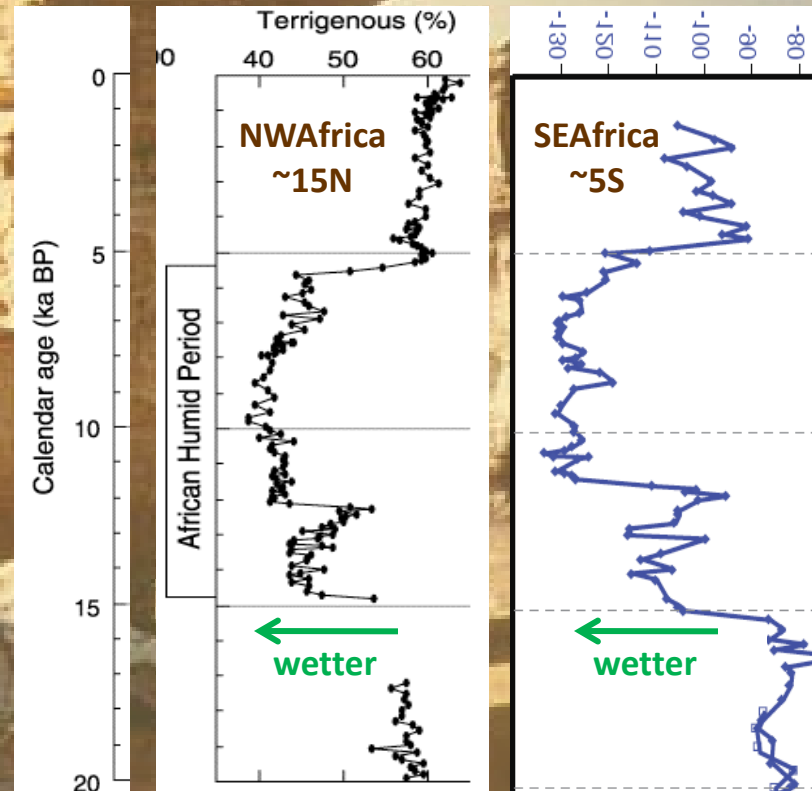 Terrigenous (%)
00
40 50 60
-130 -120 -110 -100 -90 -80
0
5
10
15
20
Calendar age (ka BP)
African Humid Period
NWAfrica
~15N
SEAfrica
~5S
wetter
wetter